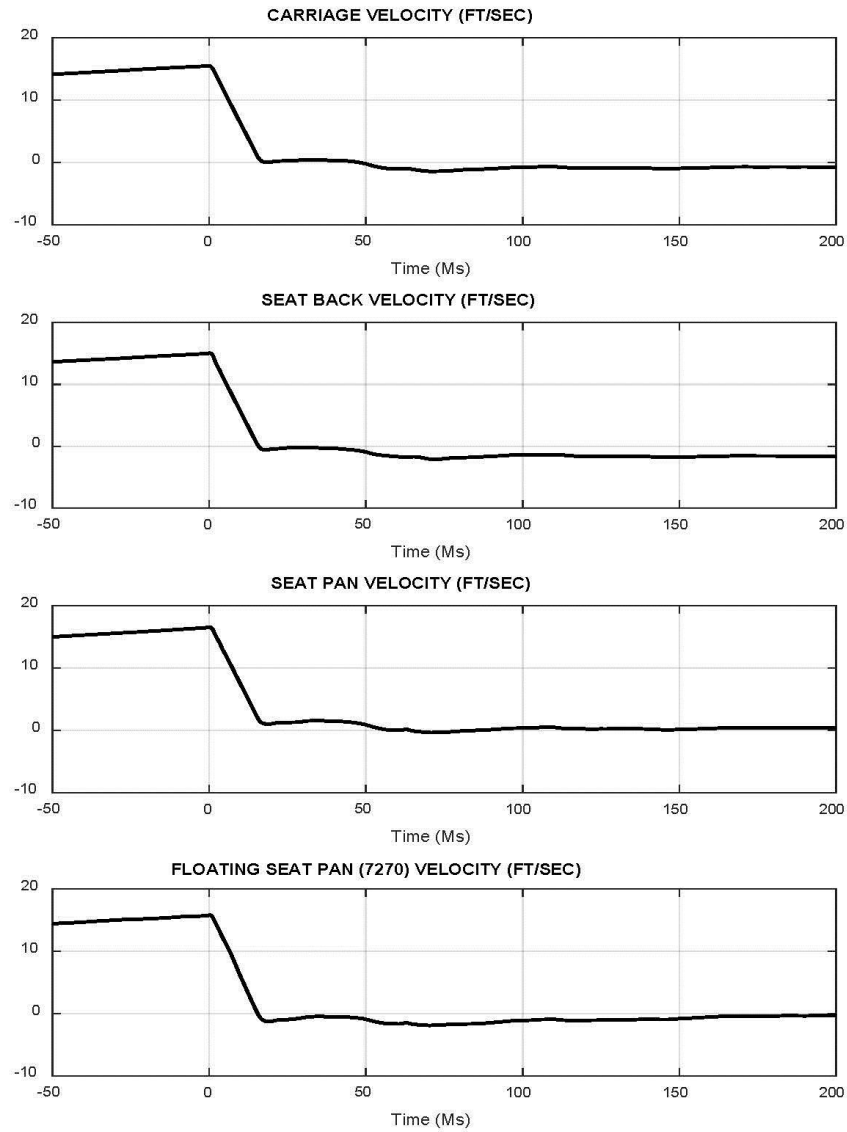 CARRIAGE VELOCITY (FT/SEC)
20
10
0
-10
-50 0 50 100 150 200
Time (Ms)
SEAT BACK VELOCITY (FT/SEC)
20
10
0
-10
-50 0 50 100 150 200
Time (Ms)
SEAT PAN VELOCITY (FT/SEC)
20
10
0
-10
-50 0 50 100 150 200
Time (Ms)
FLOATING SEAT PAN (7270) VELOCITY (FT/SEC)
20
10
0
-10
-50 0 50 100 150 200
Time (Ms)